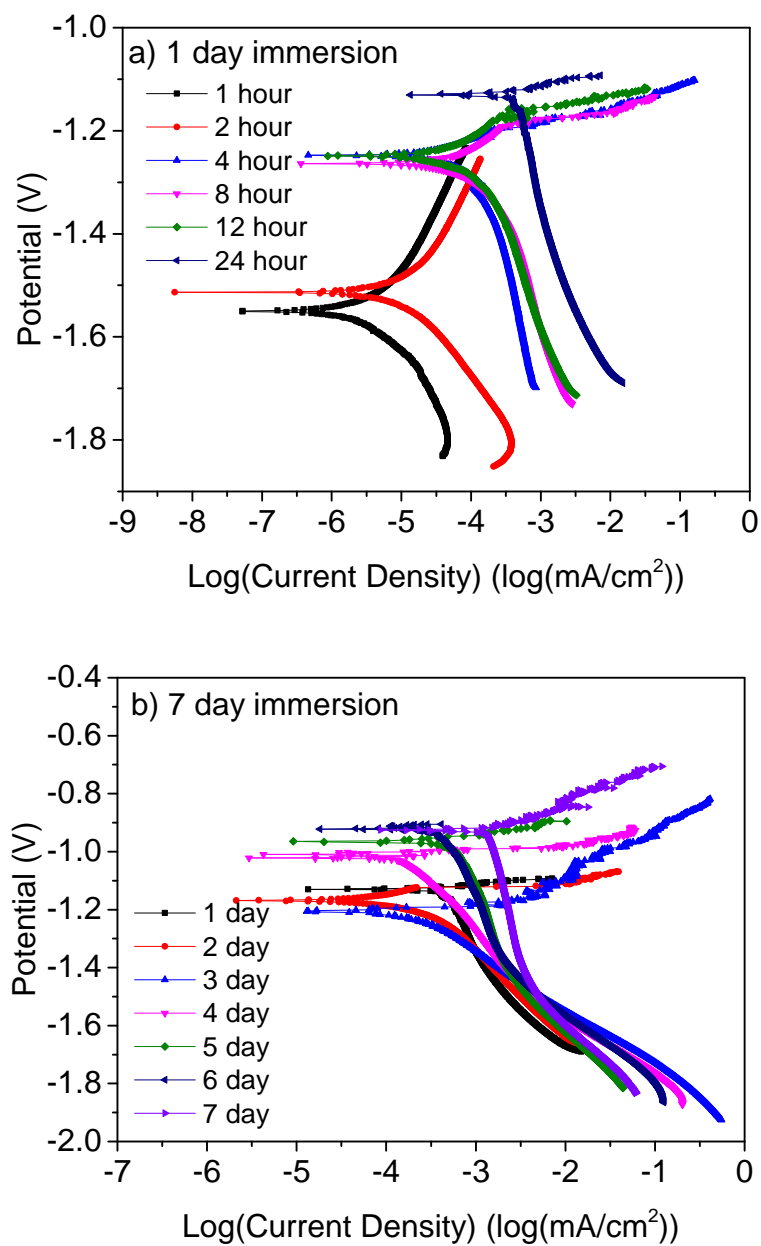 a) 1 day immersion
1 hour
2 hour
4 hour
8 hour
12 hour
24 hour
-1.0
-1.2
-1.4
-1.6
-1.8
Potential (V)
-9 -8 -7 -6 -5 -4 -3 -2 -1 0
Log(Current Density) (log(mA/cm²))
b) 7 day immersion
1 day
2 day
3 day
4 day
5 day
6 day
7 day
-0.4
-0.6
-0.8
-1.0
-1.2
-1.4
-1.6
-1.8
-2.0
Potential (V)
-7 -6 -5 -4 -3 -2 -1 0
Log(Current Density) (log(mA/cm²))